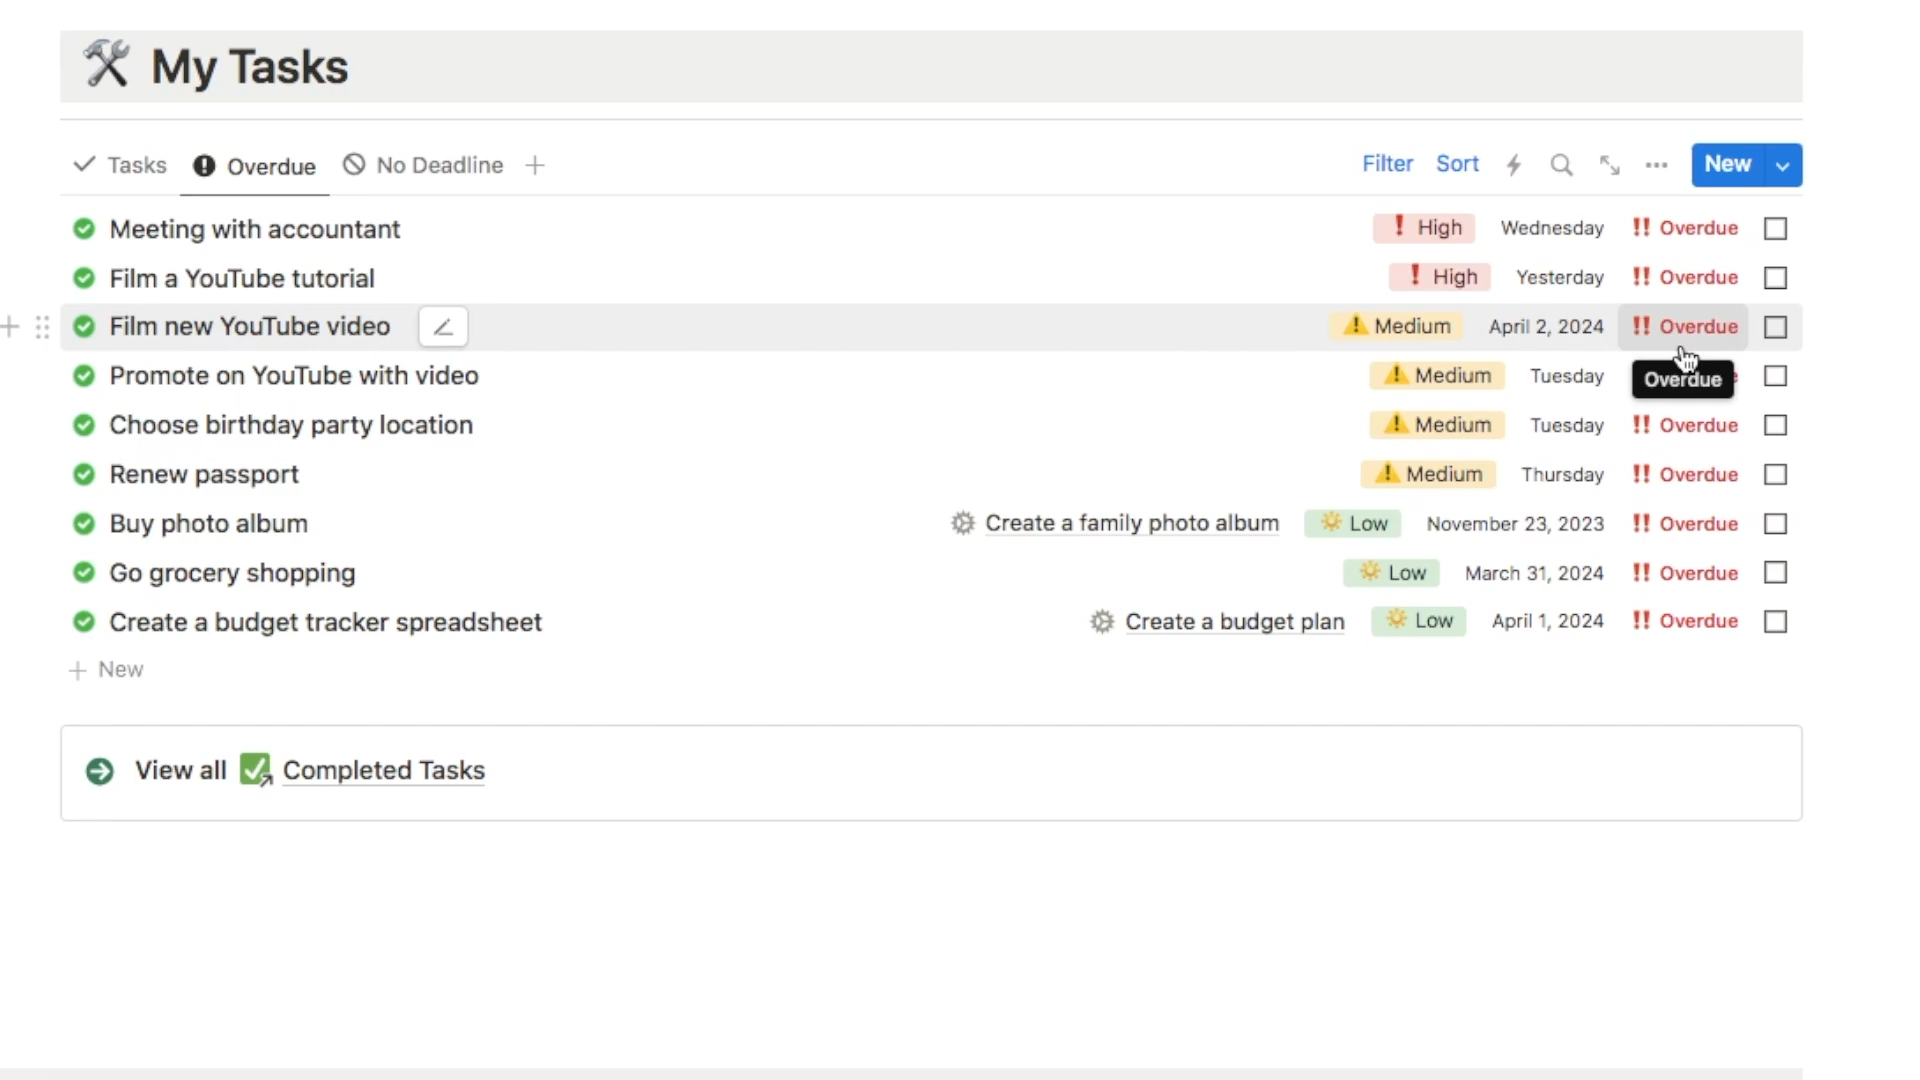 My Tasks
Tasks Overdue No Deadline Filter Sort New
Meeting with accountant High Wednesday Overdue
Film a YouTube tutorial High Yesterday Overdue
Film new YouTube video Medium April 2, 2024 Overdue
Promote on YouTube with video Medium Tuesday Overdue
Choose birthday party location Medium Tuesday Overdue
Renew passport Medium Thursday Overdue
Buy photo album Create a family photo album Low November 23, 2023 Overdue
Go grocery shopping Low March 31, 2024 Overdue
Create a budget tracker spreadsheet Create a budget plan Low April 1, 2024 Overdue
New
View all Completed Tasks